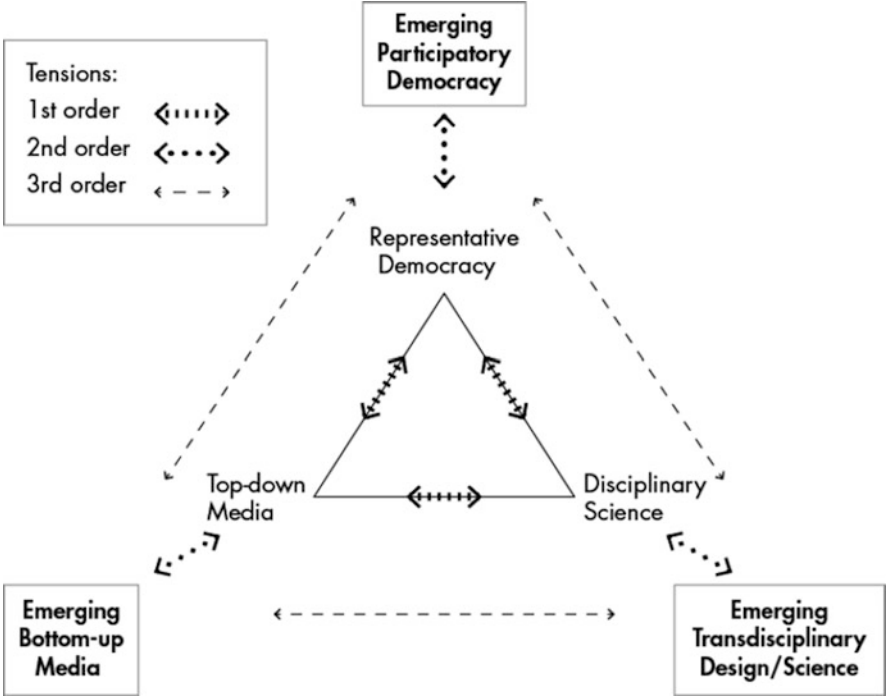 Emerging
Participatory
Democracy
Tensions:
1st order
2nd order
3rd order
Representative
Democracy
Top-down
Media
Disciplinary
Science
Emerging
Bottom-up
Media
Emerging
Transdisciplinary
Design/Science